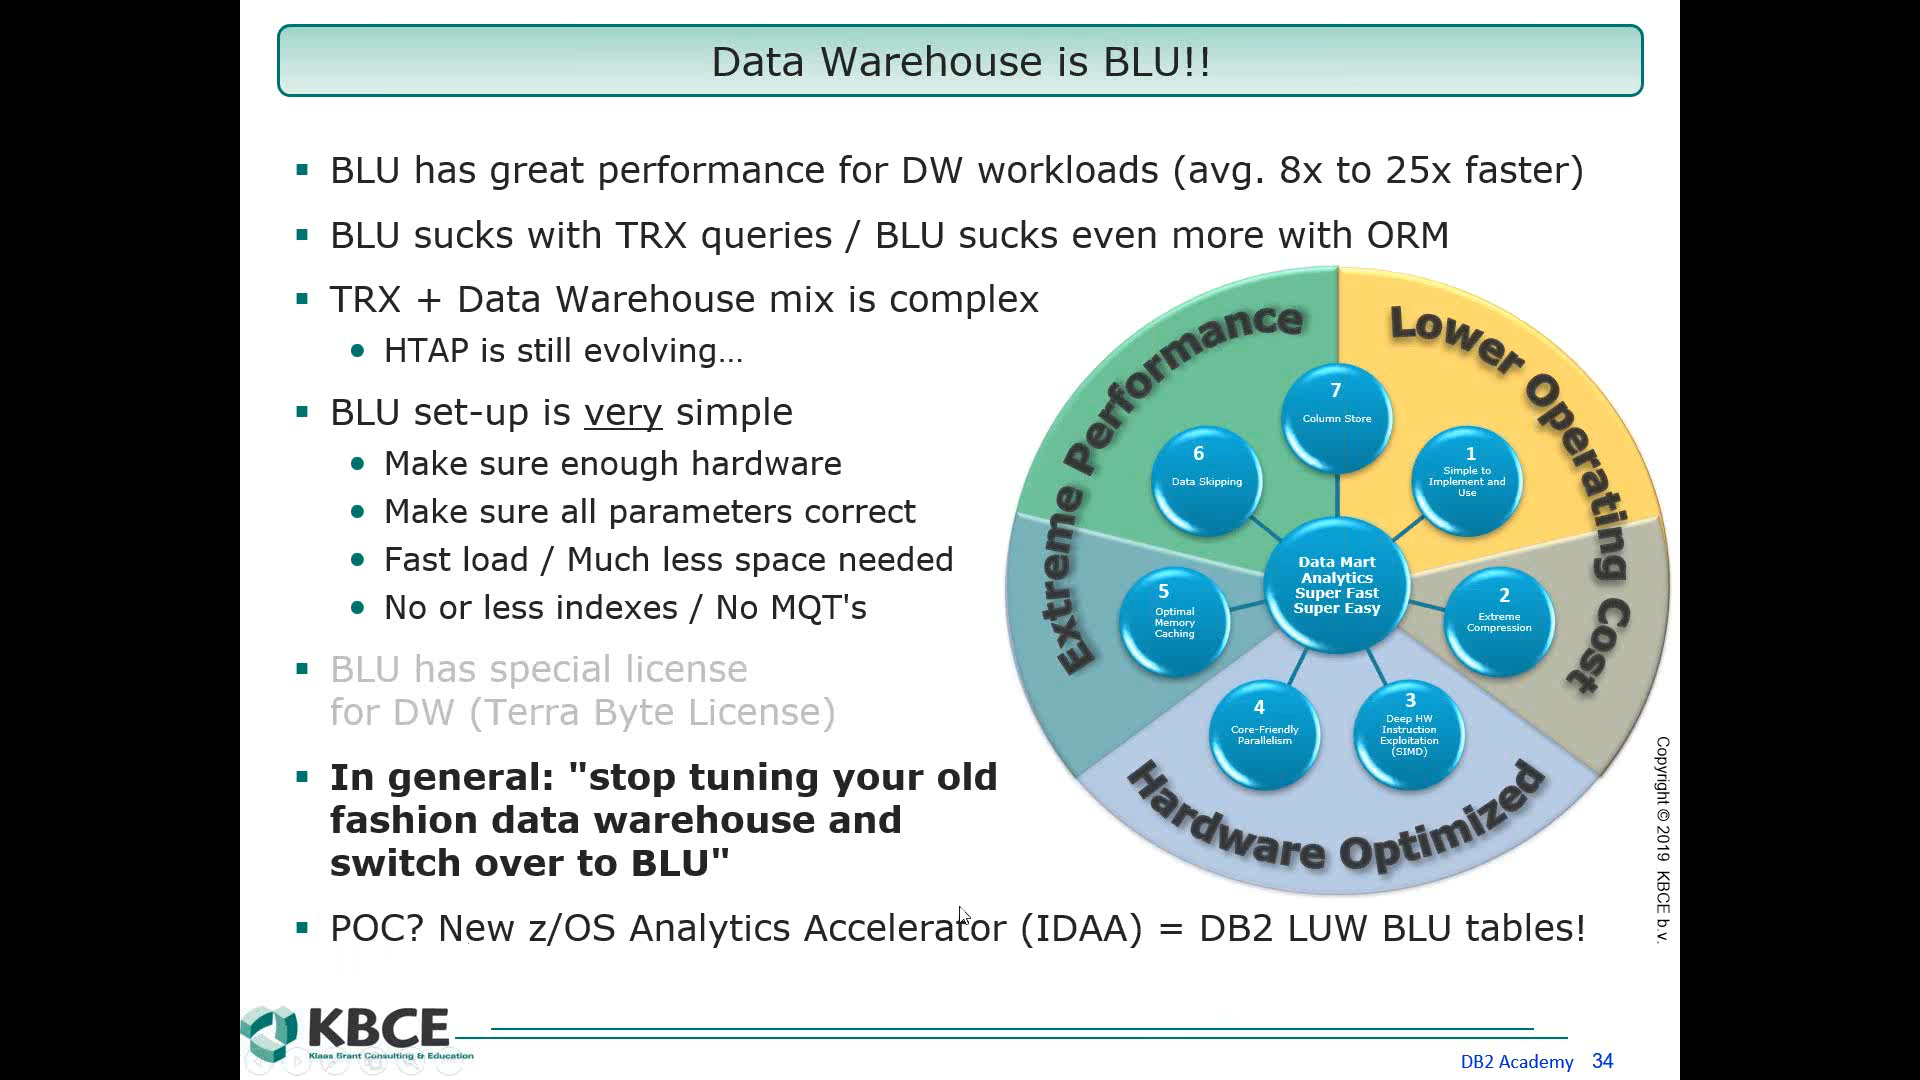 Data Warehouse is BLU!!
BLU has great performance for DW workloads (avg. 8x to 25x faster)
BLU sucks with TRX queries / BLU sucks even more with ORM
TRX + Data Warehouse mix is complex
HTAP is still evolving...
BLU set-up is very simple
Make sure enough hardware
Make sure all parameters correct
Fast load / Much less space needed
No or less indexes / No MQT's
BLU has special license
for DW (Terra Byte License)
In general: "stop tuning your old
fashion data warehouse and
switch over to BLU"
POC? New z/OS Analytics Accelerator (IDAA) = DB2 LUW BLU tables!
Extreme Performance
Lower Operating Cost
Hardware Optimized
7
Column Store
1
Simple to
Implement and
Use
2
Extreme
Compression
3
Deep HW
Instruction
Exploitation
(SIMD)
4
Core-Friendly
Parallelism
5
Optimal
Memory
Caching
6
Data Skipping
Data Mart
Analytics
Super Fast
Super Easy
Copyright © 2019 KBCE b.v.
KBCE
Klaas Brant Consulting & Education
DB2 Academy 34